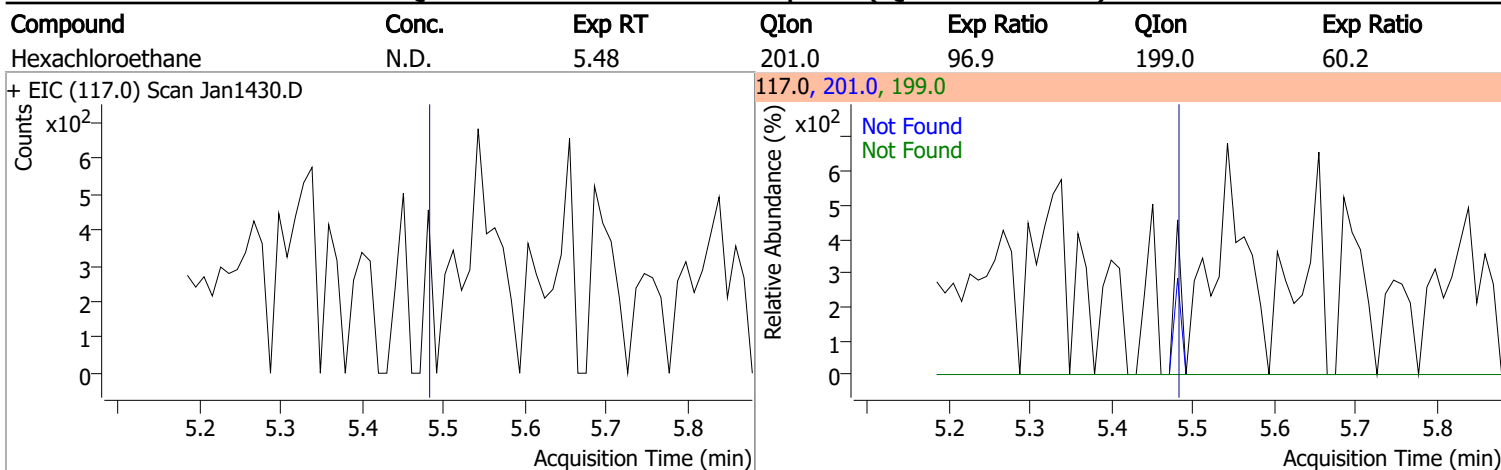 Compound Conc. Exp RT QIon Exp Ratio QIon Exp Ratio
Hexachloroethane N.D. 5.48 201.0 96.9 199.0 60.2
+ EIC (117.0) Scan Jan1430.D
Counts
x10²
6
5
4
3
2
1
0
5.2 5.3 5.4 5.5 5.6 5.7 5.8
Acquisition Time (min)
117.0, 201.0, 199.0
Relative Abundance (%)
x10²
Not Found
Not Found
6
5
4
3
2
1
0
5.2 5.3 5.4 5.5 5.6 5.7 5.8
Acquisition Time (min)